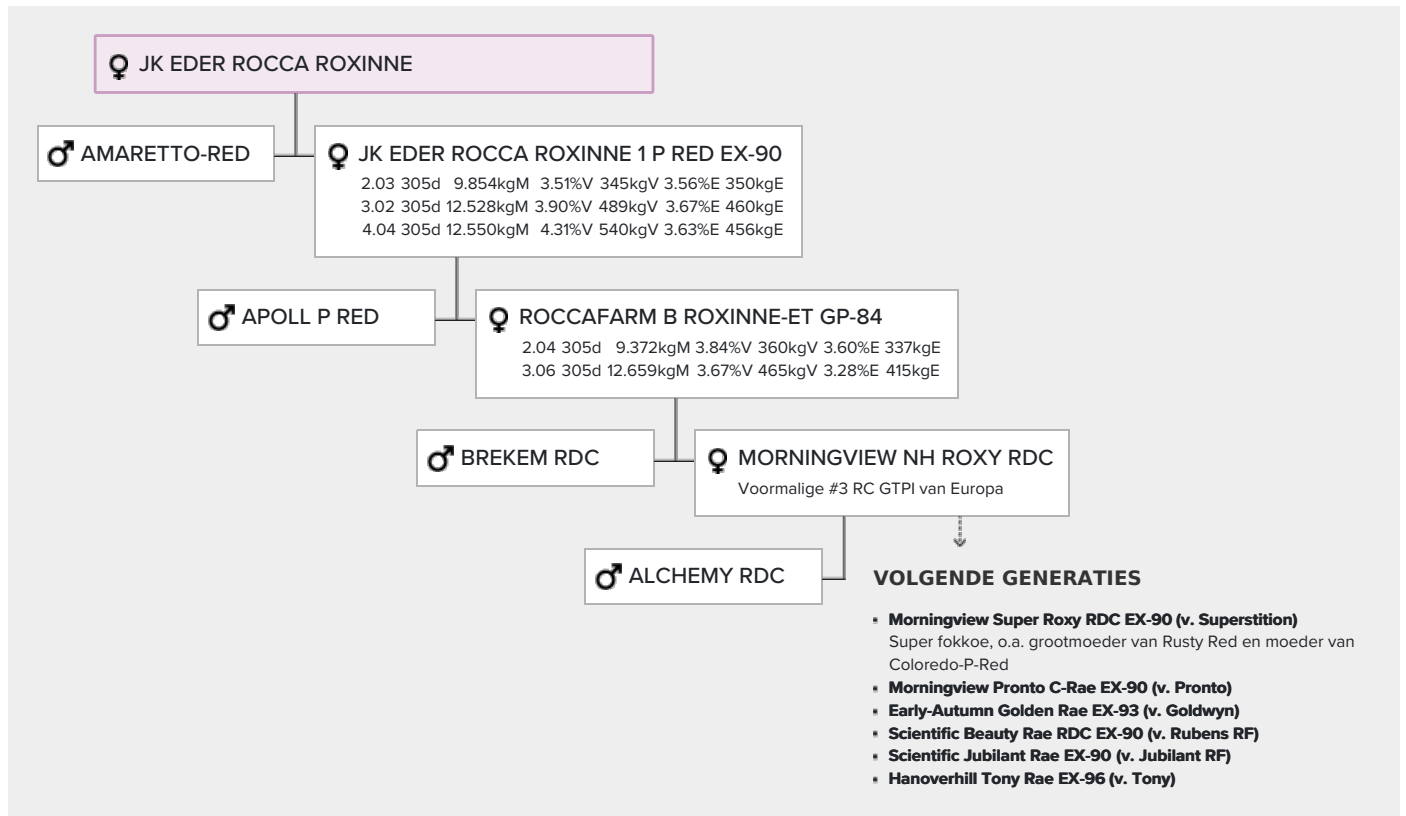 JK EDER ROCCA ROXINNE
AMARETTO-RED
JK EDER ROCCA ROXINNE 1 P RED EX-90
2.03 305d 9.854kgM 3.51%V 345kgV 3.56%E 350kgE
3.02 305d 12.528kgM 3.90%V 489kgV 3.67%E 460kgE
4.04 305d 12.550kgM 4.31%V 540kgV 3.63%E 456kgE
APOLL P RED
ROCCAFARM B ROXINNE-ET GP-84
2.04 305d 9.372kgM 3.84%V 360kgV 3.60%E 337kgE
3.06 305d 12.659kgM 3.67%V 465kgV 3.28%E 415kgE
BREKEM RDC
MORNINGVIEW NH ROXY RDC
Voormalige #3 RC GTPI van Europa
ALCHEMY RDC
VOLGENDE GENERATIES
Morningview Super Roxy RDC EX-90 (v. Superstition)
Super fokkoe, o.a. grootmoeder van Rusty Red en moeder van
Coloredo-P-Red
Morningview Pronto C-Rae EX-90 (v. Pronto)
Early-Autumn Golden Rae EX-93 (v. Goldwyn)
Scientific Beauty Rae RDC EX-90 (v. Rubens RF)
Scientific Jubilant Rae EX-90 (v. Jubilant RF)
Hanoverhill Tony Rae EX-96 (v. Tony)